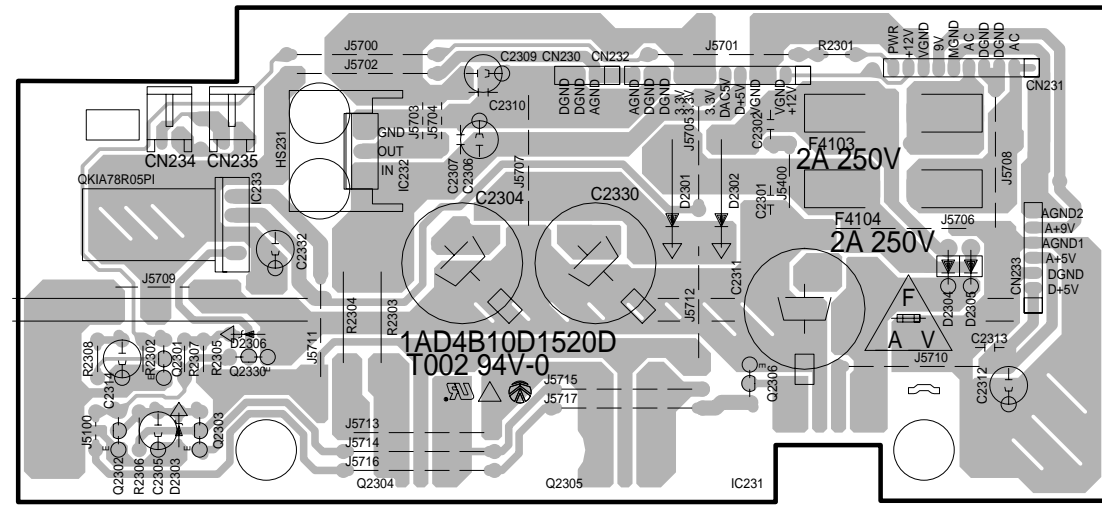 J5700
J5702
C2309
CN230
CN232
J5701
R2301
PWR
+12V
VGND
9V
MGND
AC
DGND
DGND
AC
CN231
DGND
DGND
AGND
AGND
DGND
DGND
3.3V
3.3V
3.3V
DAC5V
D+5V
VGND
VGND
+12V
C2310
CN234
CN235
HS231
GND
OUT
IN
IC232
J5703
J5704
C2307
C2306
J5707
J5705
C2302
F4103
2A 250V
J5708
QKIA78R05PI
IC233
C2304
C2330
D2301
D2302
C2301
J5400
F4104
2A 250V
J5706
AGND2
A+9V
AGND1
A+5V
DGND
D+5V
CN233
C2332
J5709
C2311
J5712
D2304
D2305
F
A V
J5711
R2304
R2303
1AD4B10D1520D
T002 94V-0
R2308
C2314
R2302
E
Q2301
R2307
R2305
D2306
Q2330
E
C2313
J5710
C2312
J5715
J5717
E
Q2306
J5100
Q2302
E
R2306
C2305
D2303
E
Q2303
J5713
J5714
J5716
Q2304
Q2305
IC231